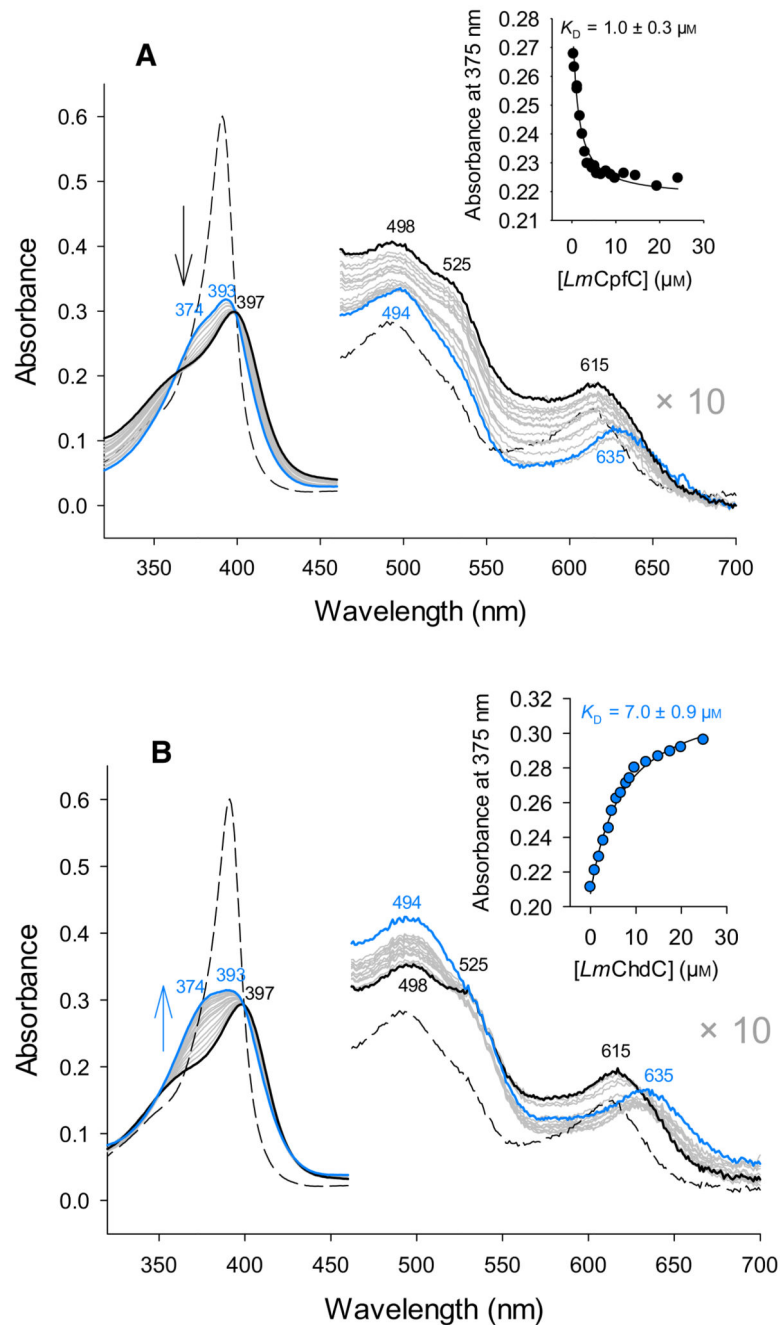 A
K_D = 1.0 ± 0.3 μM
Absorbance at 375 nm
0.28
0.27
0.26
0.25
0.24
0.23
0.22
0.21
0 10 20 30
[LmCpfC] (μM)
Absorbance
0.6
0.5
0.4
0.3
0.2
0.1
0.0
374
393
397
498
525
494
615
635
× 10
350 400 450 500 550 600 650 700
Wavelength (nm)
B
K_D = 7.0 ± 0.9 μM
Absorbance at 375 nm
0.32
0.30
0.28
0.26
0.24
0.22
0.20
0 10 20 30
[LmChdC] (μM)
Absorbance
0.6
0.5
0.4
0.3
0.2
0.1
0.0
374
393
397
494
525
498
615
635
× 10
350 400 450 500 550 600 650 700
Wavelength (nm)